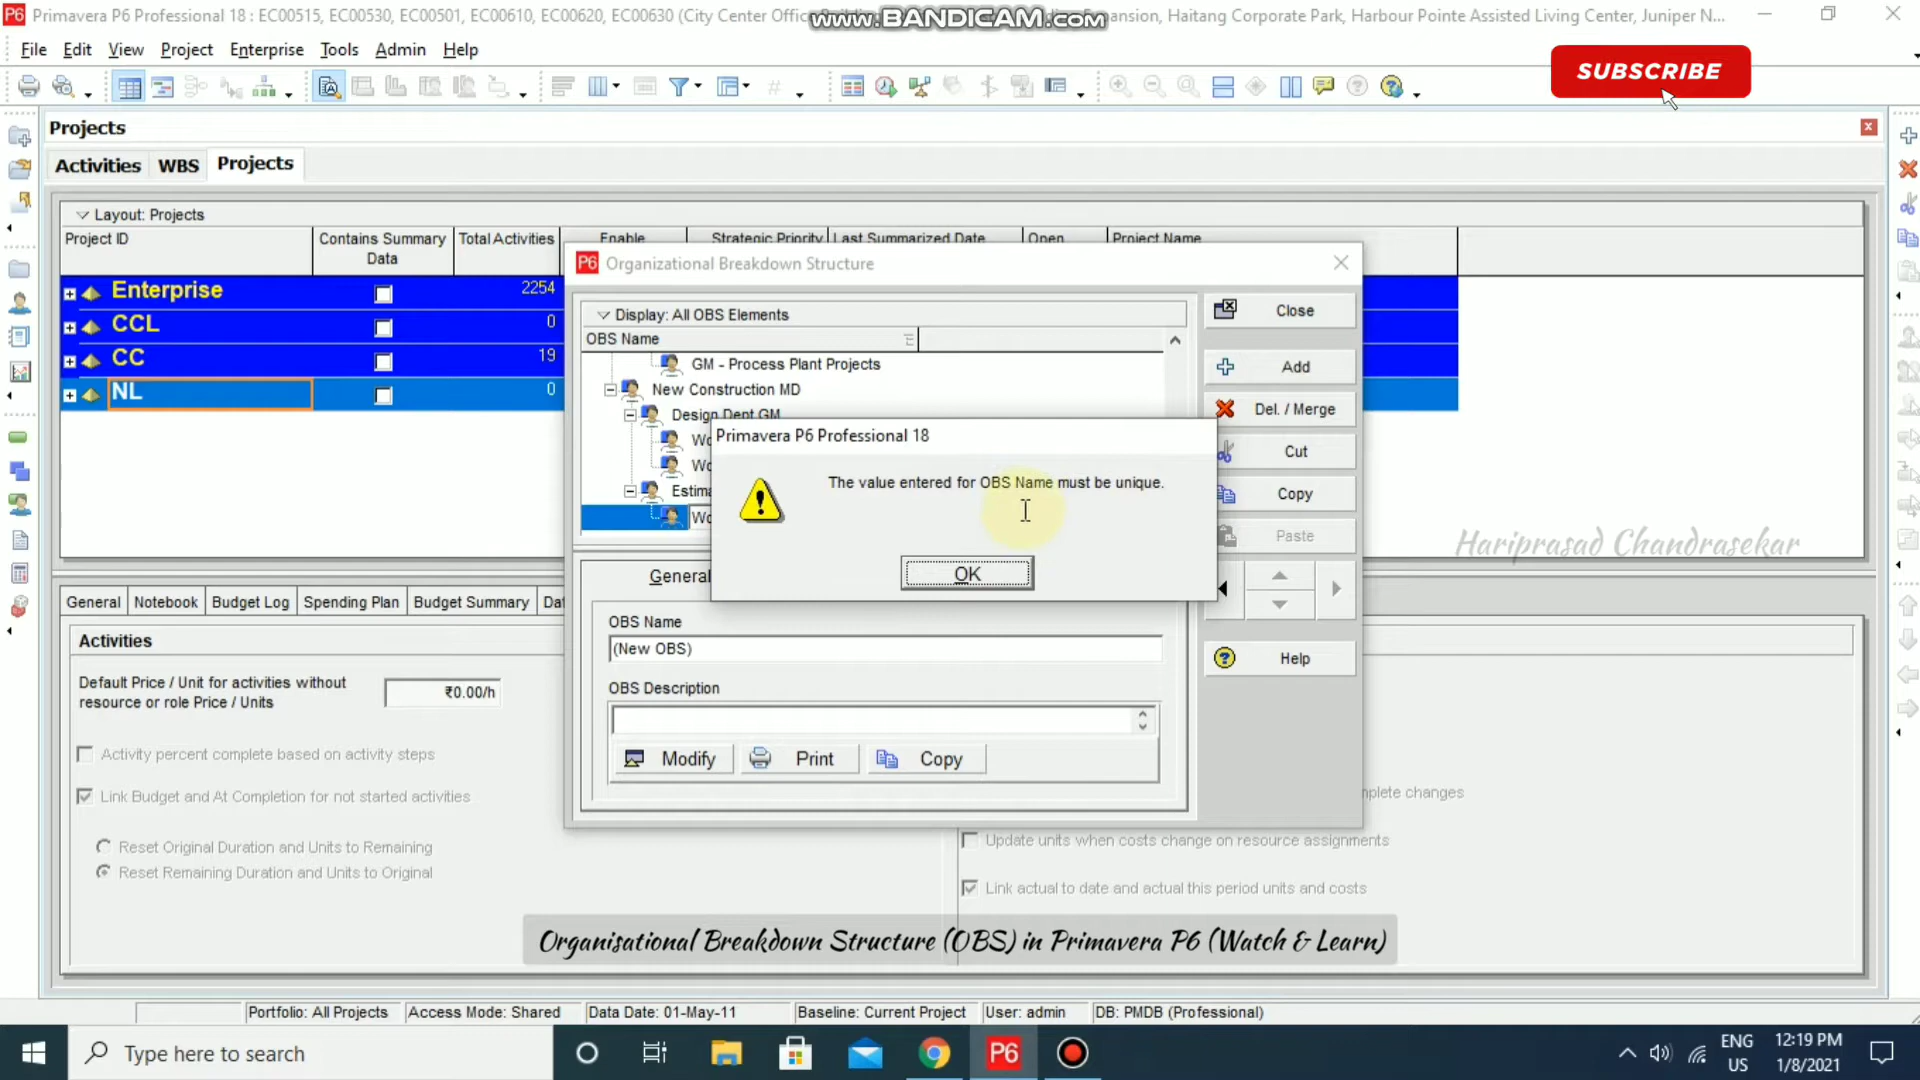 Primavera P6 Professional 18 : EC00515, EC00530, EC00501, EC00610, EC00620, EC00630 (City Center Offic
www.BANDICAM.com
Expansion, Haitang Corporate Park, Harbour Pointe Assisted Living Center, Juniper N...
File Edit View Project Enterprise Tools Admin Help
SUBSCRIBE
Projects
Activities WBS Projects
Layout: Projects
Project ID
Contains Summary Data
Total Activities
Enable
Strategic Priority
Last Summarized Date
Open
Project Name
Enterprise 2254
CCL 0
CC 19
NL 0
P6 Organizational Breakdown Structure
Display: All OBS Elements
OBS Name
GM - Process Plant Projects
New Construction MD
Design Dept GM
Wo
Wo
Estima
Wo
Close
Add
Del. / Merge
Cut
Copy
Paste
Help
Primavera P6 Professional 18
The value entered for OBS Name must be unique.
OK
General
OBS Name
(New OBS)
OBS Description
Modify Print Copy
Hariprasad Chandrasekar
General Notebook Budget Log Spending Plan Budget Summary Dat
Activities
Default Price / Unit for activities without
resource or role Price / Units
₹0.00/h
Activity percent complete based on activity steps
Link Budget and At Completion for not started activities
Reset Original Duration and Units to Remaining
Reset Remaining Duration and Units to Original
mplete changes
Update units when costs change on resource assignments
Link actual to date and actual this period units and costs
Organisational Breakdown Structure (OBS) in Primavera P6 (Watch & Learn)
Portfolio: All Projects Access Mode: Shared Data Date: 01-May-11 Baseline: Current Project User: admin DB: PMDB (Professional)
Type here to search
P6
ENG
US
12:19 PM
1/8/2021